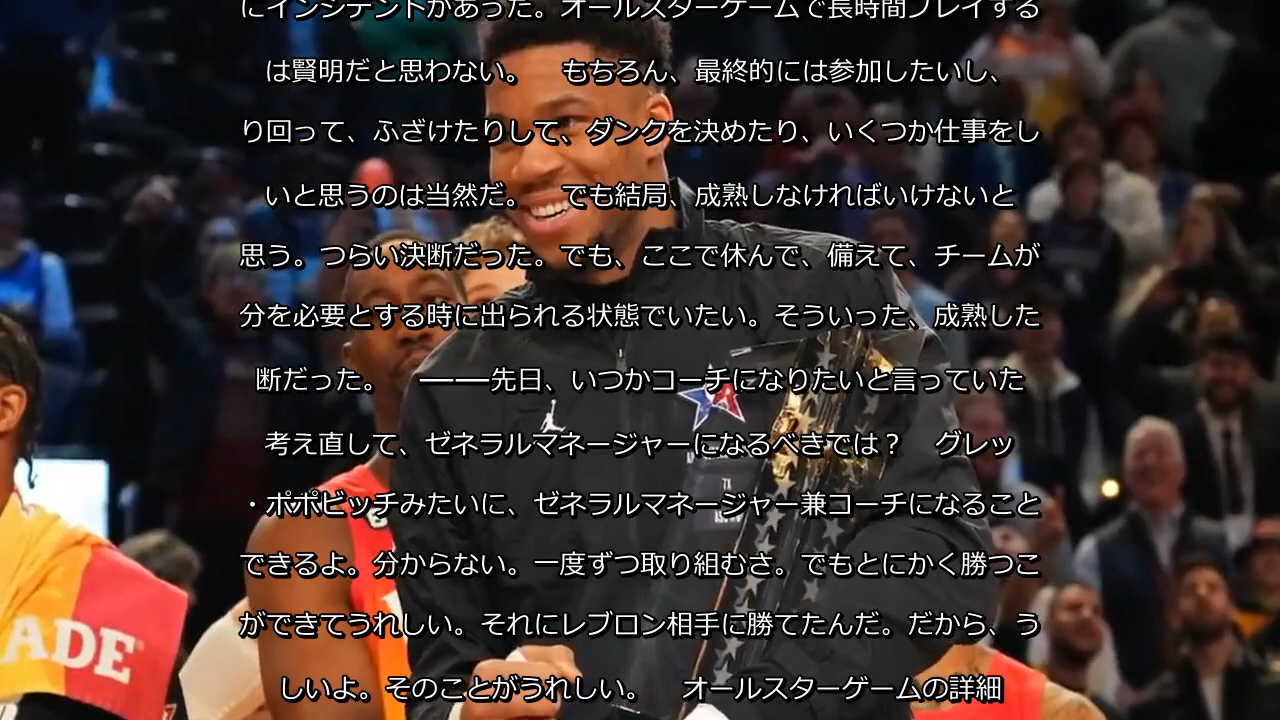 にインシデントがあった。オールスターゲームで長時間プレイする
は賢明だと思わない。　もちろん、最終的には参加したいし、
り回って、ふざけたりして、ダンクを決めたり、いくつか仕事をし
いと思うのは当然だ。　でも結局、成熟しなければいけないと
思う。つらい決断だった。でも、ここで休んで、備えて、チームが
分を必要とする時に出られる状態でいたい。そういった、成熟した
断だった。　———先日、いつかコーチになりたいと言っていた
考え直して、ゼネラルマネージャーになるべきでは？　グレッ
・ポポビッチみたいに、ゼネラルマネージャー兼コーチになること
できるよ。分からない。一度ずつ取り組むさ。でもとにかく勝つこ
ができてうれしい。それにレブロン相手に勝てたんだ。だから、う
しいよ。そのことがうれしい。　オールスターゲームの詳細
ADE